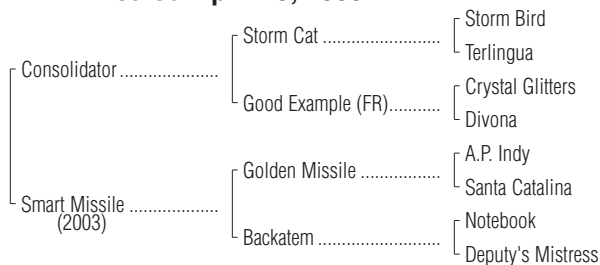 Storm Bird
Storm Cat
Terlingua
Consolidator
Crystal Glitters
Good Example (FR)
Divona
A.P. Indy
Golden Missile
Santa Catalina
Smart Missile
(2003)
Notebook
Backatem
Deputy's Mistress